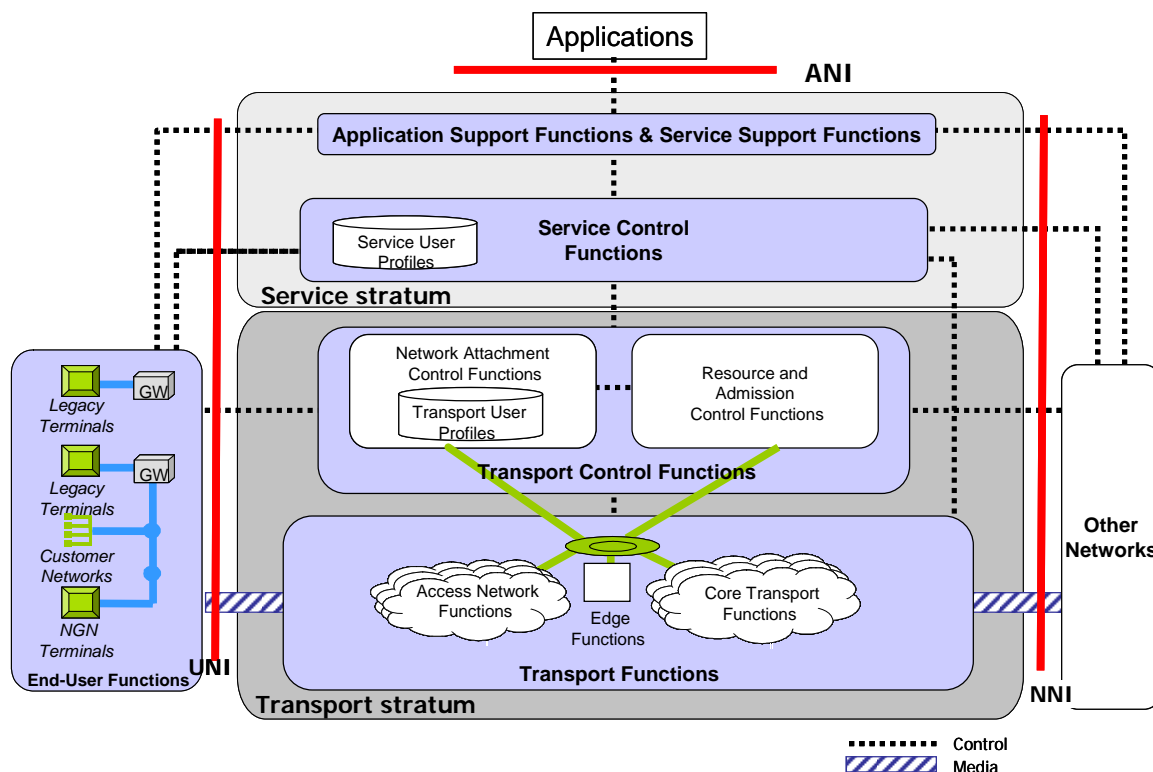 Applications
ANI
Application Support Functions & Service Support Functions
Service Control
Functions
Service User
Profiles
Service stratum
Network Attachment
Control Functions
Transport User
Profiles
Resource and
Admission
Control Functions
Transport Control Functions
Legacy
Terminals
GW
Legacy
Terminals
GW
Customer
Networks
NGN
Terminals
End-User Functions
UNI
Access Network
Functions
Edge
Functions
Core Transport
Functions
Transport Functions
Transport stratum
Other
Networks
NNI
Control
Media